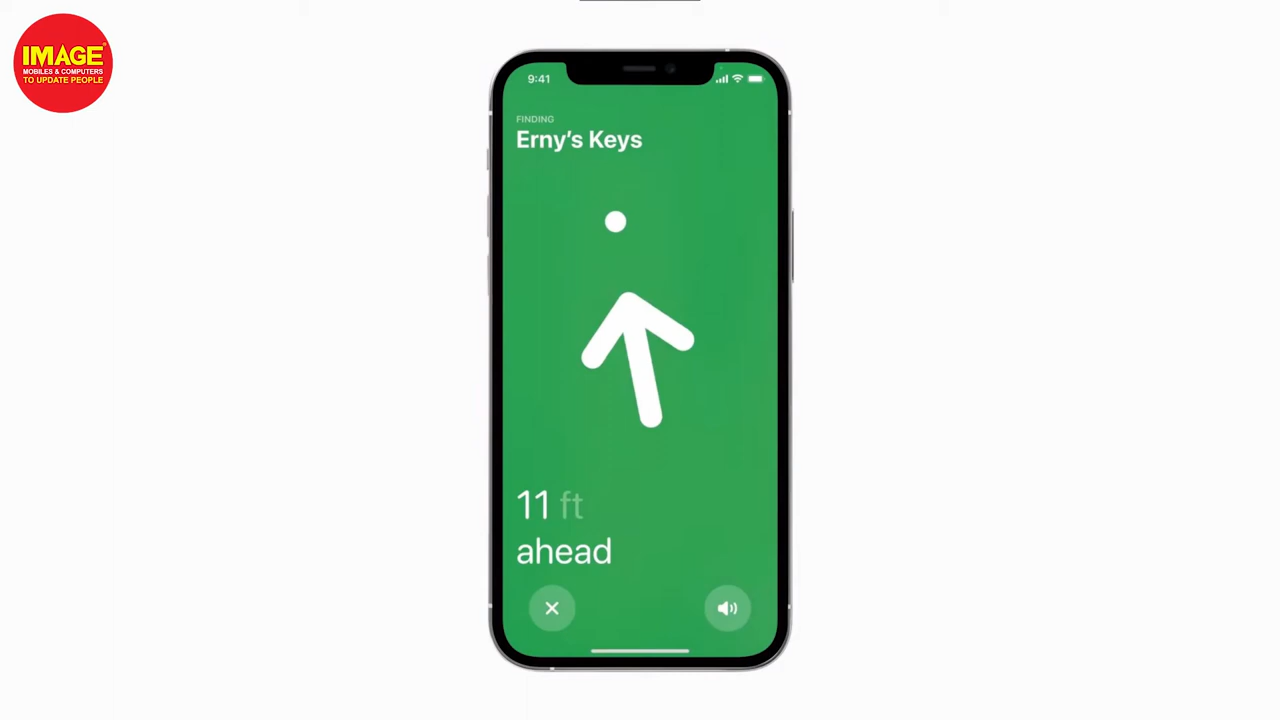 IMAGE
MOBILES & COMPUTERS
TO UPDATE PEOPLE
9:41
FINDING
Erny's Keys
11 ft
ahead